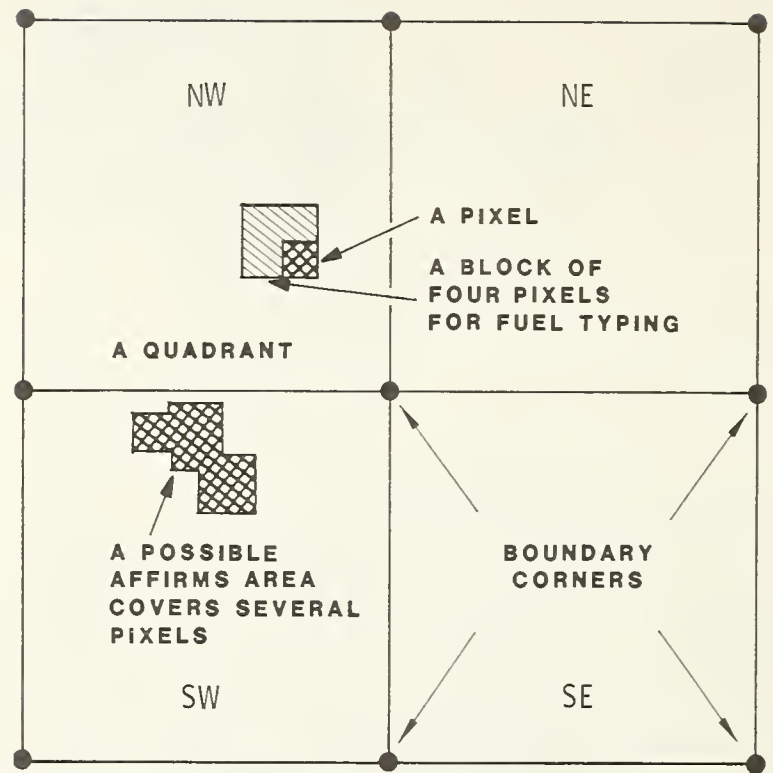 NW
NE
A PIXEL
A BLOCK OF
FOUR PIXELS
FOR FUEL TYPING
A QUADRANT
A POSSIBLE
AFFIRMS AREA
COVERS SEVERAL
PIXELS
BOUNDARY
CORNERS
SW
SE